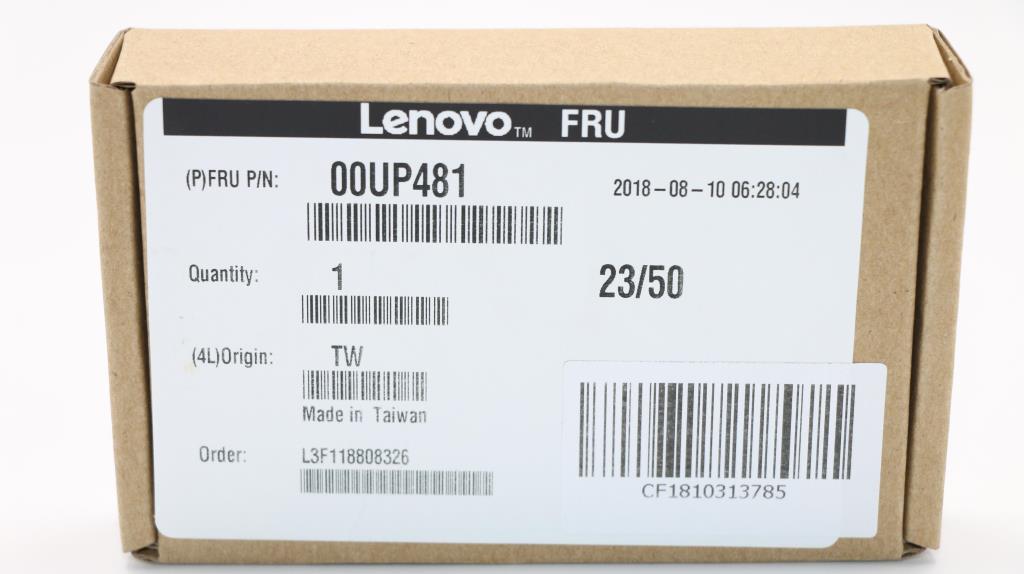 Lenovo™ FRU
(P)FRU P/N: 00UP481 2018-08-10 06:28:04
Quantity: 1 23/50
(4L)Origin: TW
Made in Taiwan
Order: L3F118808326
CF1810313785